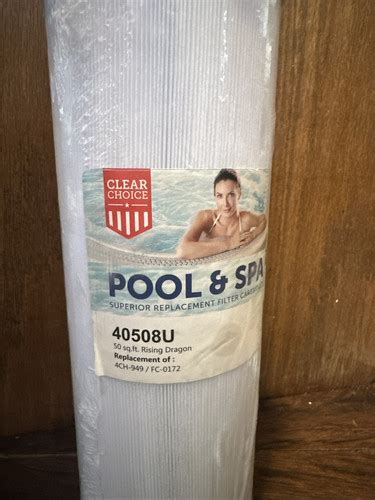 CLEAR
CHOICE
POOL & SPA
SUPERIOR REPLACEMENT FILTER
40508U
50 sq.ft. Rising Dragon
Replacement of :
4CH-949 / FC-0172